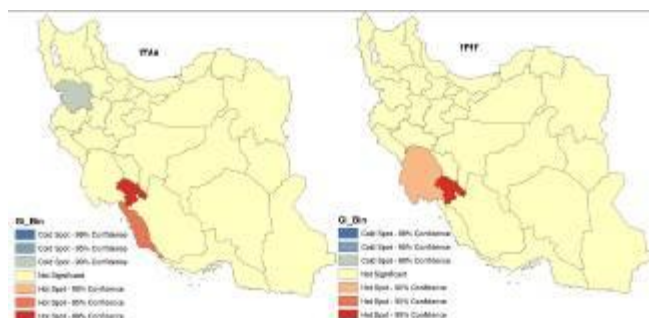 Gi_Bin
Cold Spot - 99% Confidence
Cold Spot - 95% Confidence
Cold Spot - 90% Confidence
Not Significant
Hot Spot - 90% Confidence
Hot Spot - 95% Confidence
Hot Spot - 99% Confidence
Gi_Bin
Cold Spot - 99% Confidence
Cold Spot - 95% Confidence
Cold Spot - 90% Confidence
Not Significant
Hot Spot - 90% Confidence
Hot Spot - 95% Confidence
Hot Spot - 99% Confidence